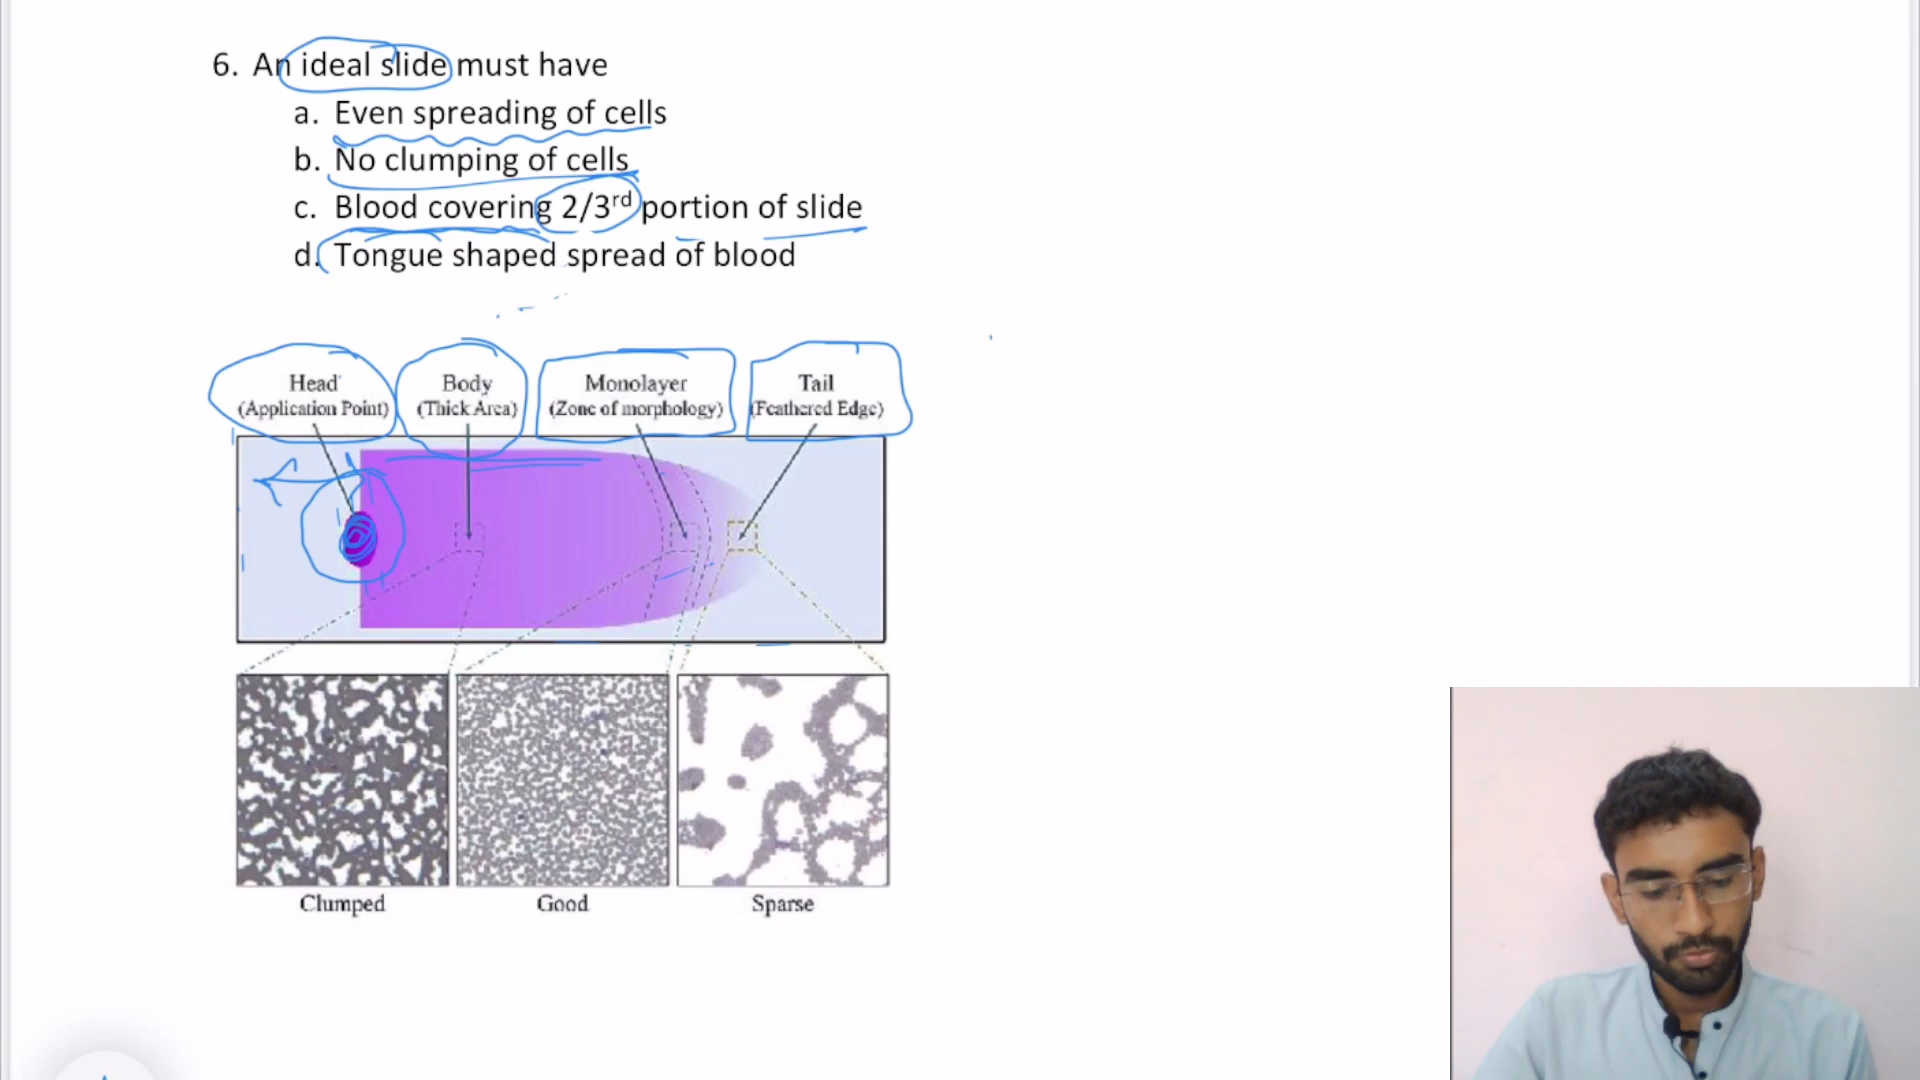 6. An ideal slide must have
a. Even spreading of cells
b. No clumping of cells
c. Blood covering 2/3rd portion of slide
d. Tongue shaped spread of blood
Head Body Monolayer Tail
(Application Point) (Thick Area) (Zone of morphology) (Feathered Edge)
Clumped Good Sparse